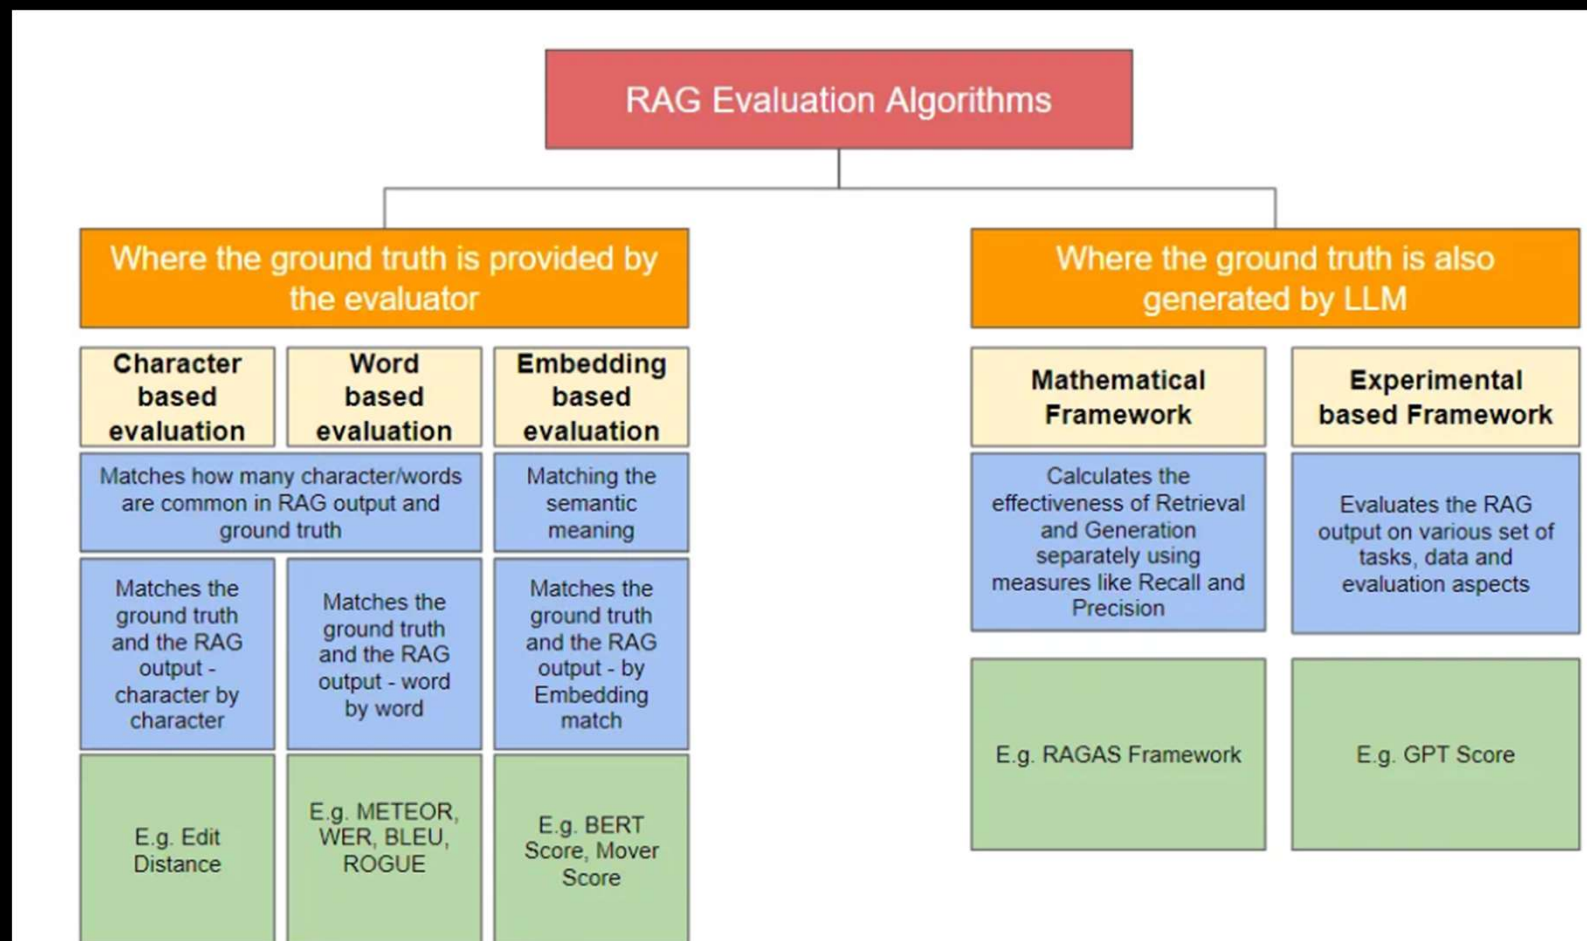 RAG Evaluation Algorithms
Where the ground truth is provided by
the evaluator
Where the ground truth is also
generated by LLM
Character
based
evaluation
Word
based
evaluation
Embedding
based
evaluation
Mathematical
Framework
Experimental
based Framework
Matches how many character/words
are common in RAG output and
ground truth
Matching the
semantic
meaning
Calculates the
effectiveness of Retrieval
and Generation
separately using
measures like Recall and
Precision
Evaluates the RAG
output on various set of
tasks, data and
evaluation aspects
Matches the
ground truth
and the RAG
output -
character by
character
Matches the
ground truth
and the RAG
output - word
by word
Matches the
ground truth
and the RAG
output - by
Embedding
match
E.g. RAGAS Framework
E.g. GPT Score
E.g. Edit
Distance
E.g. METEOR,
WER, BLEU,
ROGUE
E.g. BERT
Score, Mover
Score